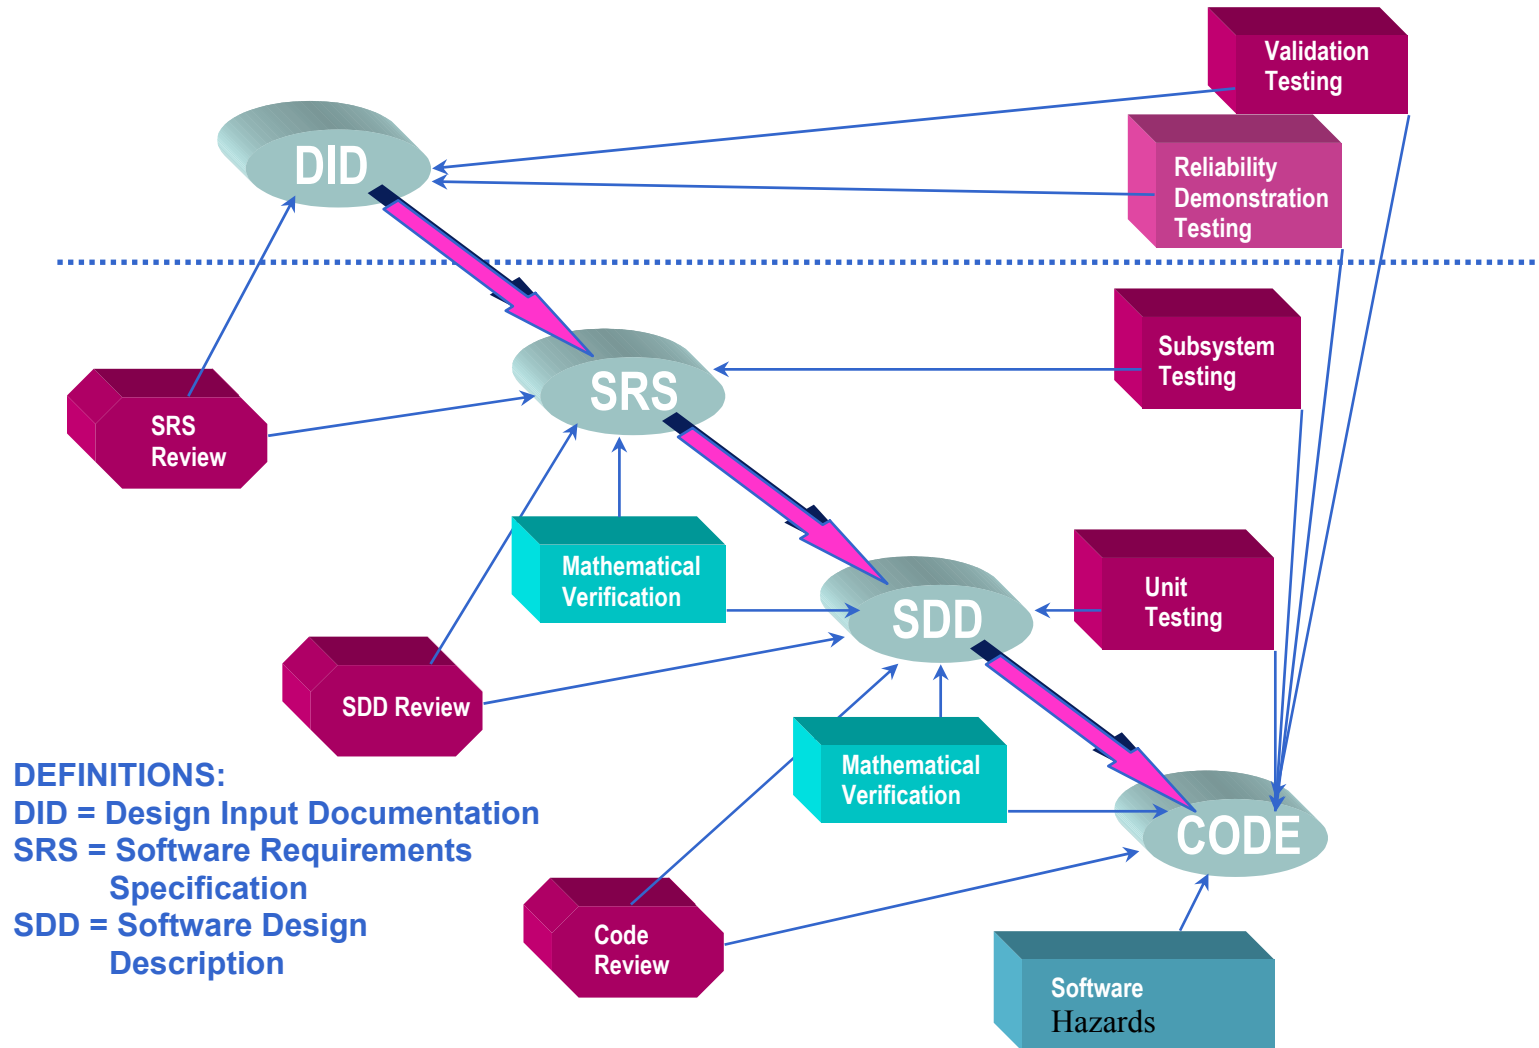 Validation
Testing
DID
Reliability
Demonstration
Testing
Subsystem
Testing
SRS
SRS
Review
Mathematical
Verification
Unit
Testing
SDD
SDD Review
Mathematical
Verification
DEFINITIONS:
DID = Design Input Documentation
SRS = Software Requirements
Specification
SDD = Software Design
Description
CODE
Code
Review
Software
Hazards